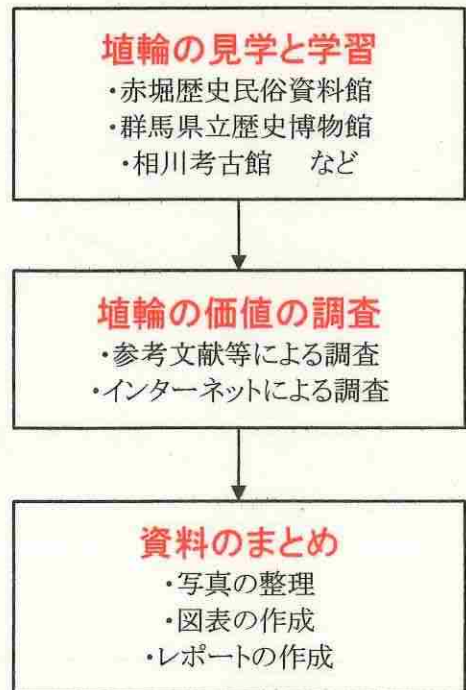 埴輪の見学と学習
・赤堀歴史民俗資料館
・群馬県立歴史博物館
・相川考古館　など
埴輪の価値の調査
・参考文献等による調査
・インターネットによる調査
資料のまとめ
・写真の整理
・図表の作成
・レポートの作成